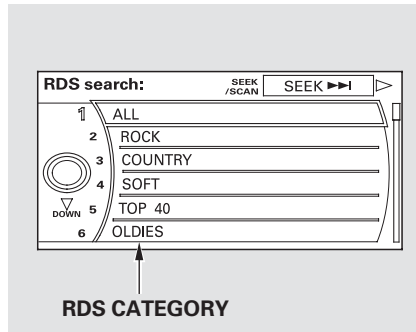 RDS search: SEEK /SCAN SEEK ▶▶I
1 ALL
2 ROCK
3 COUNTRY
4 SOFT
DOWN 5 TOP 40
6 OLDIES
RDS CATEGORY